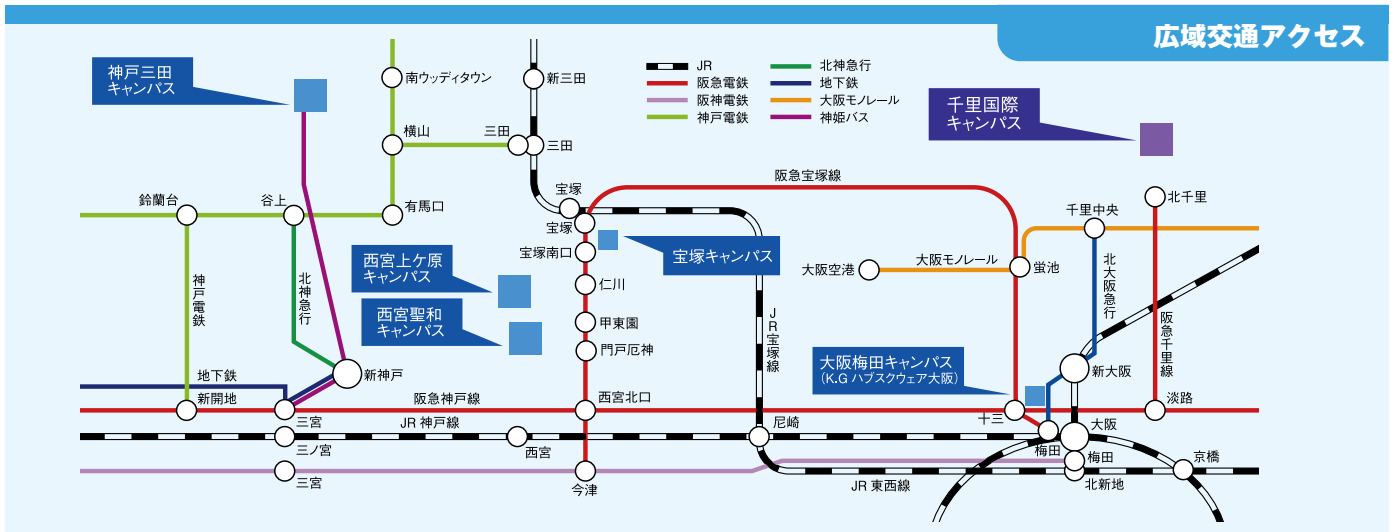 広域交通アクセス
神戸三田
キャンパス
南ウッディタウン
新三田
JR
阪急電鉄
阪神電鉄
神戸電鉄
北神急行
地下鉄
大阪モノレール
神姫バス
千里国際
キャンパス
横山
三田
三田
阪急宝塚線
鈴蘭台
谷上
有馬口
宝塚
宝塚
北千里
千里中央
宝塚南口
宝塚キャンパス
西宮上ケ原
キャンパス
大阪空港
大阪モノレール
蛍池
北大阪急行
神戸電鉄
北神急行
仁川
西宮聖和
キャンパス
甲東園
JR宝塚線
阪急千里線
門戸厄神
大阪梅田キャンパス
(K.G ハブスクウェア大阪)
地下鉄
新神戸
新大阪
新開地
阪急神戸線
西宮北口
淡路
三宮
JR 神戸線
尼崎
十三
大阪
三ノ宮
西宮
梅田
梅田
京橋
三宮
今津
JR 東西線
北新地